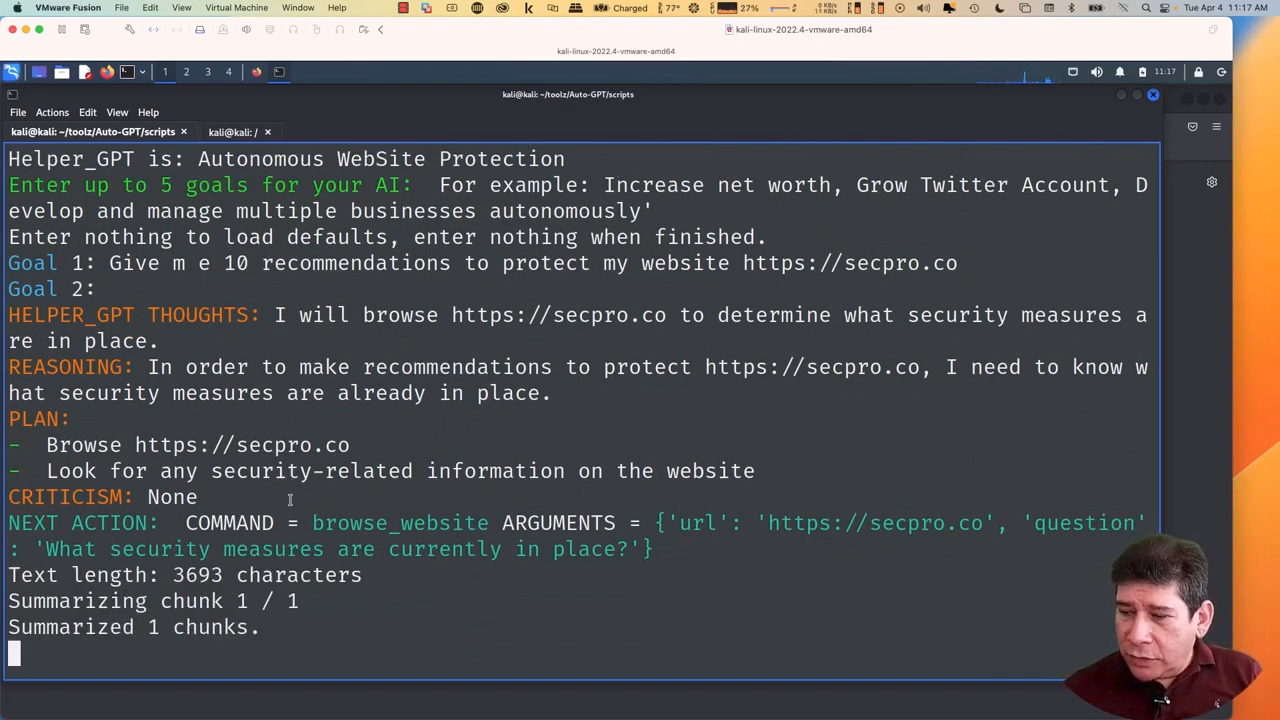 VMware Fusion File Edit View Virtual Machine Window Help Charged 77° 27% Tue Apr 4 11:17 AM
kali-linux-2022.4-vmware-amd64
kali-linux-2022.4-vmware-amd64
1 2 3 4 11:17
kali@kali: ~/toolz/Auto-GPT/scripts
File Actions Edit View Help
kali@kali: ~/toolz/Auto-GPT/scripts × kali@kali: / ×
Helper_GPT is: Autonomous WebSite Protection
Enter up to 5 goals for your AI:  For example: Increase net worth, Grow Twitter Account, D
evelop and manage multiple businesses autonomously'
Enter nothing to load defaults, enter nothing when finished.
Goal 1: Give m e 10 recommendations to protect my website https://secpro.co
Goal 2:
HELPER_GPT THOUGHTS: I will browse https://secpro.co to determine what security measures a
re in place.
REASONING: In order to make recommendations to protect https://secpro.co, I need to know w
hat security measures are already in place.
PLAN:
-  Browse https://secpro.co
-  Look for any security-related information on the website
CRITICISM: None
NEXT ACTION:  COMMAND = browse_website ARGUMENTS = {'url': 'https://secpro.co', 'question'
: 'What security measures are currently in place?'}
Text length: 3693 characters
Summarizing chunk 1 / 1
Summarized 1 chunks.